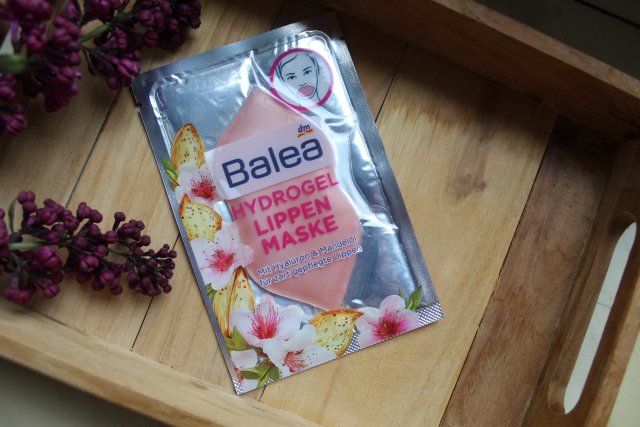 dm
Balea
HYDROGEL
LIPPEN
MASKE
Mit Hyaluron & Mandelöl
für zart gepflegte Lippen